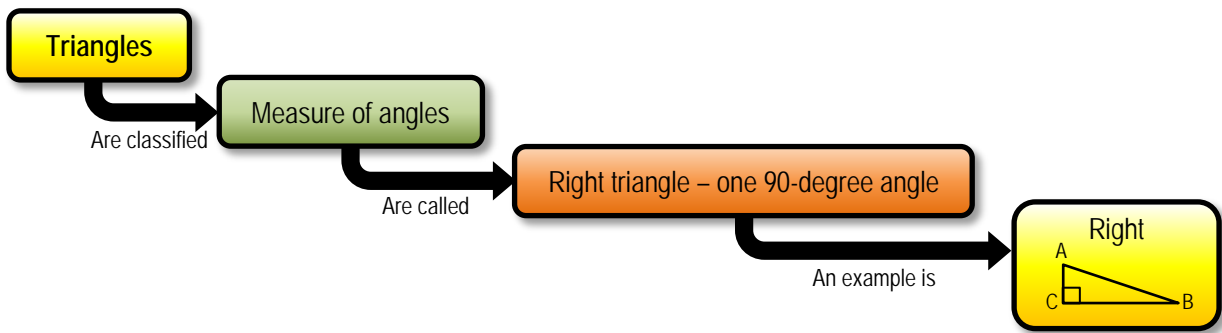 Triangles
Are classified
Measure of angles
Are called
Right triangle – one 90-degree angle
An example is
Right
A
C
B